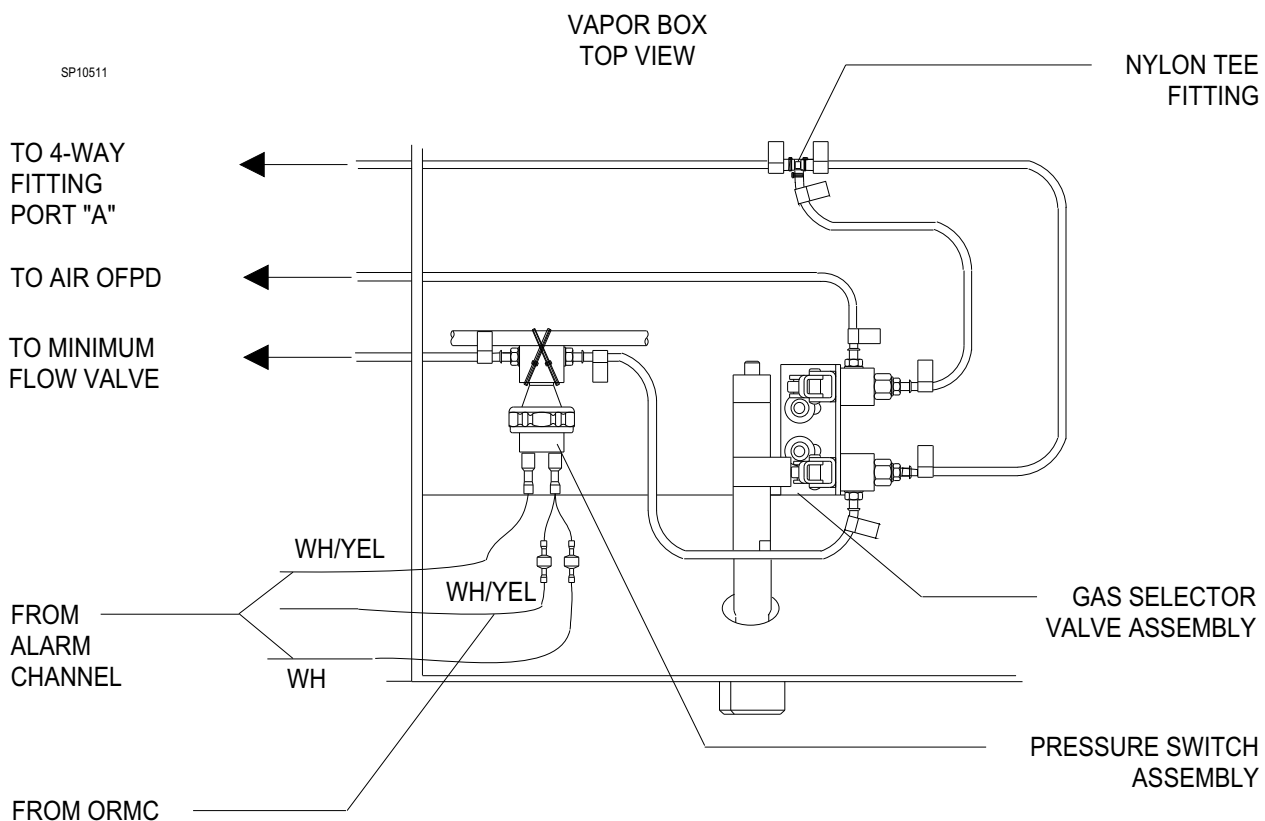 VAPOR BOX
TOP VIEW
SP10511
NYLON TEE
FITTING
TO 4-WAY
FITTING
PORT "A"
TO AIR OFPD
TO MINIMUM
FLOW VALVE
WH/YEL
WH/YEL
FROM
ALARM
CHANNEL
WH
GAS SELECTOR
VALVE ASSEMBLY
PRESSURE SWITCH
ASSEMBLY
FROM ORMC